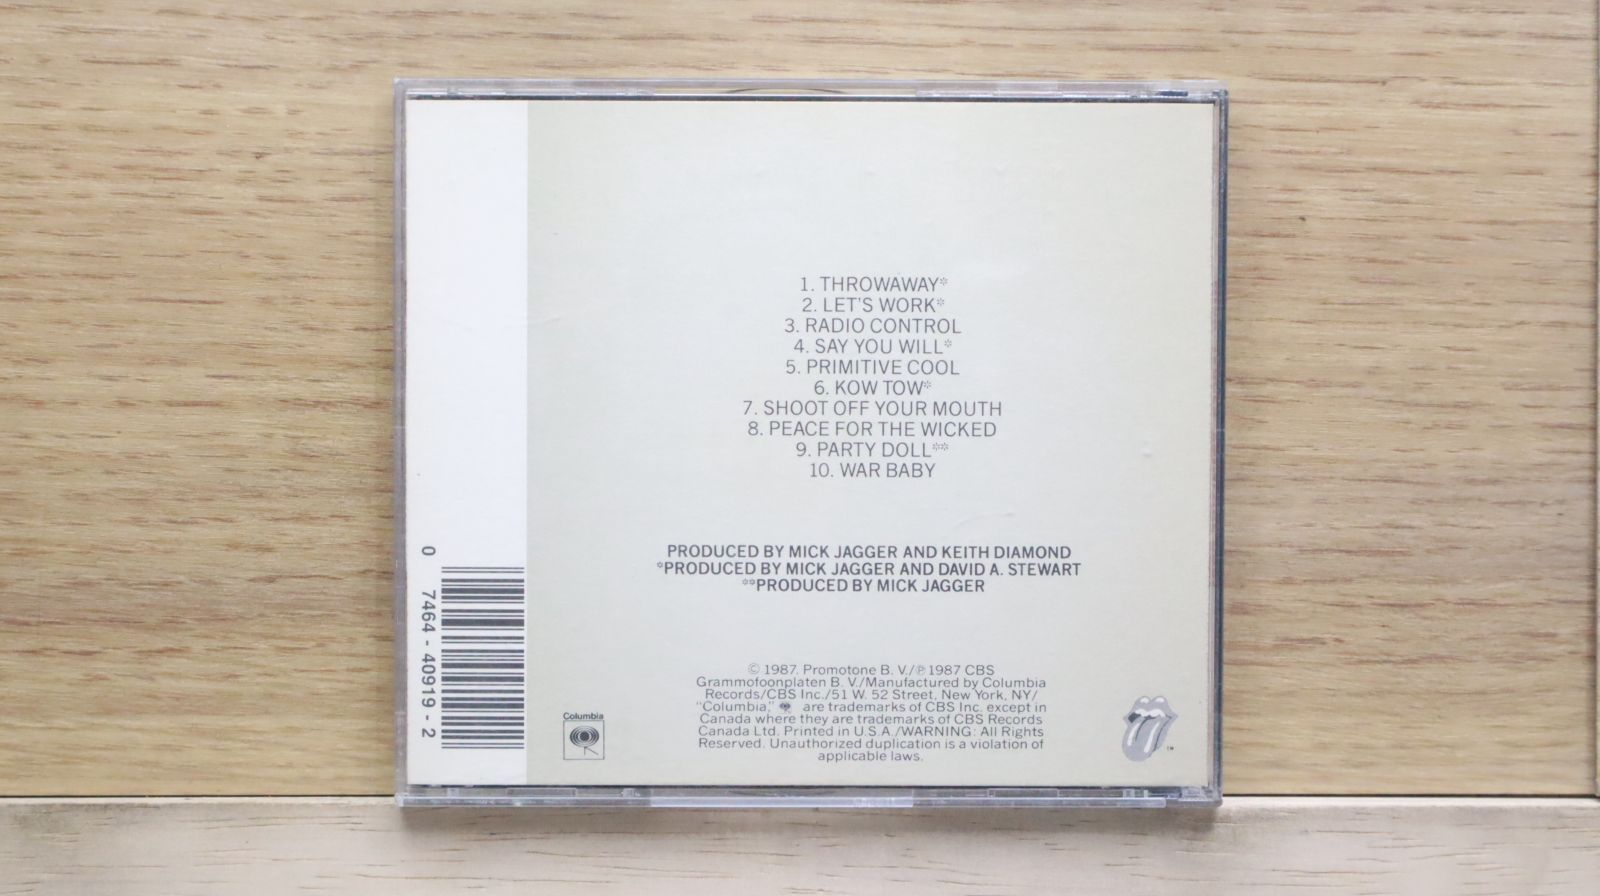 1. THROWAWAY*
2. LET'S WORK*
3. RADIO CONTROL
4. SAY YOU WILL*
5. PRIMITIVE COOL
6. KOW TOW*
7. SHOOT OFF YOUR MOUTH
8. PEACE FOR THE WICKED
9. PARTY DOLL**
10. WAR BABY
PRODUCED BY MICK JAGGER AND KEITH DIAMOND
*PRODUCED BY MICK JAGGER AND DAVID A. STEWART
**PRODUCED BY MICK JAGGER
© 1987 Promotone B. V./℗ 1987 CBS
Grammofoonplaten B. V./Manufactured by Columbia
Records/CBS Inc./51 W. 52 Street, New York, NY/
"Columbia," are trademarks of CBS Inc. except in
Canada where they are trademarks of CBS Records
Canada Ltd. Printed in U.S.A./WARNING: All Rights
Reserved. Unauthorized duplication is a violation of
applicable laws.
Columbia
TM
0 7464 - 40919 - 2